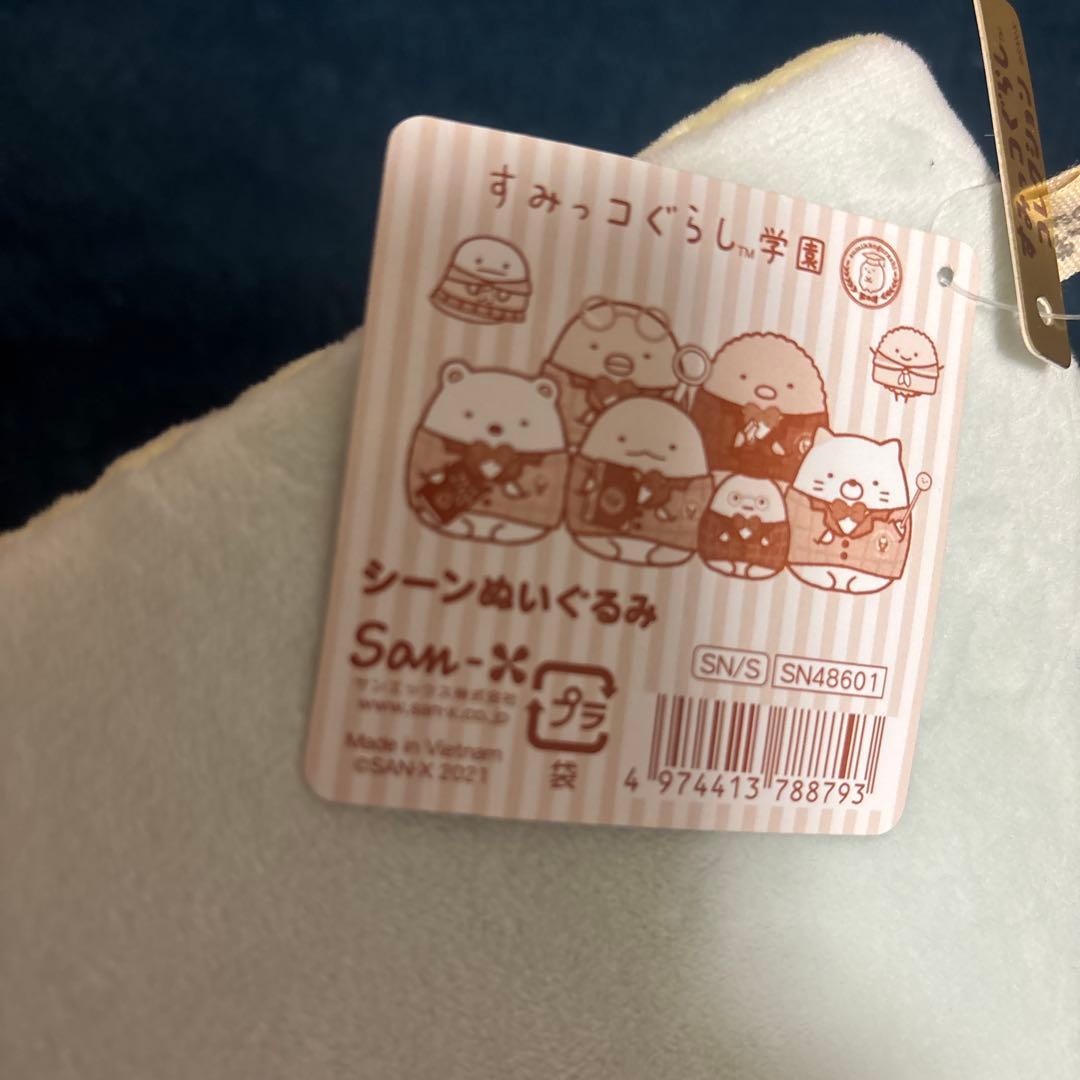 すみっコぐらし™学園
シーンぬいぐるみ
San-X
サンエックス株式会社
www.san-x.co.jp
プラ
袋
Made in Vietnam
©SAN-X 2021
SN/S SN48601
4 974413 788793